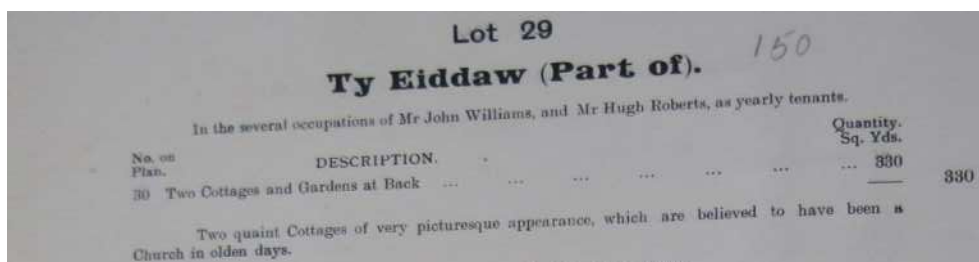 Lot 29
150
Ty Eiddaw (Part of).
In the several occupations of Mr John Williams, and Mr Hugh Roberts, as yearly tenants.
Quantity.
No. on DESCRIPTION. Sq. Yds.
Plan.
30 Two Cottages and Gardens at Back ... ... ... ... ... ... ... 330 330
Two quaint Cottages of very picturesque appearance, which are believed to have been a
Church in olden days.